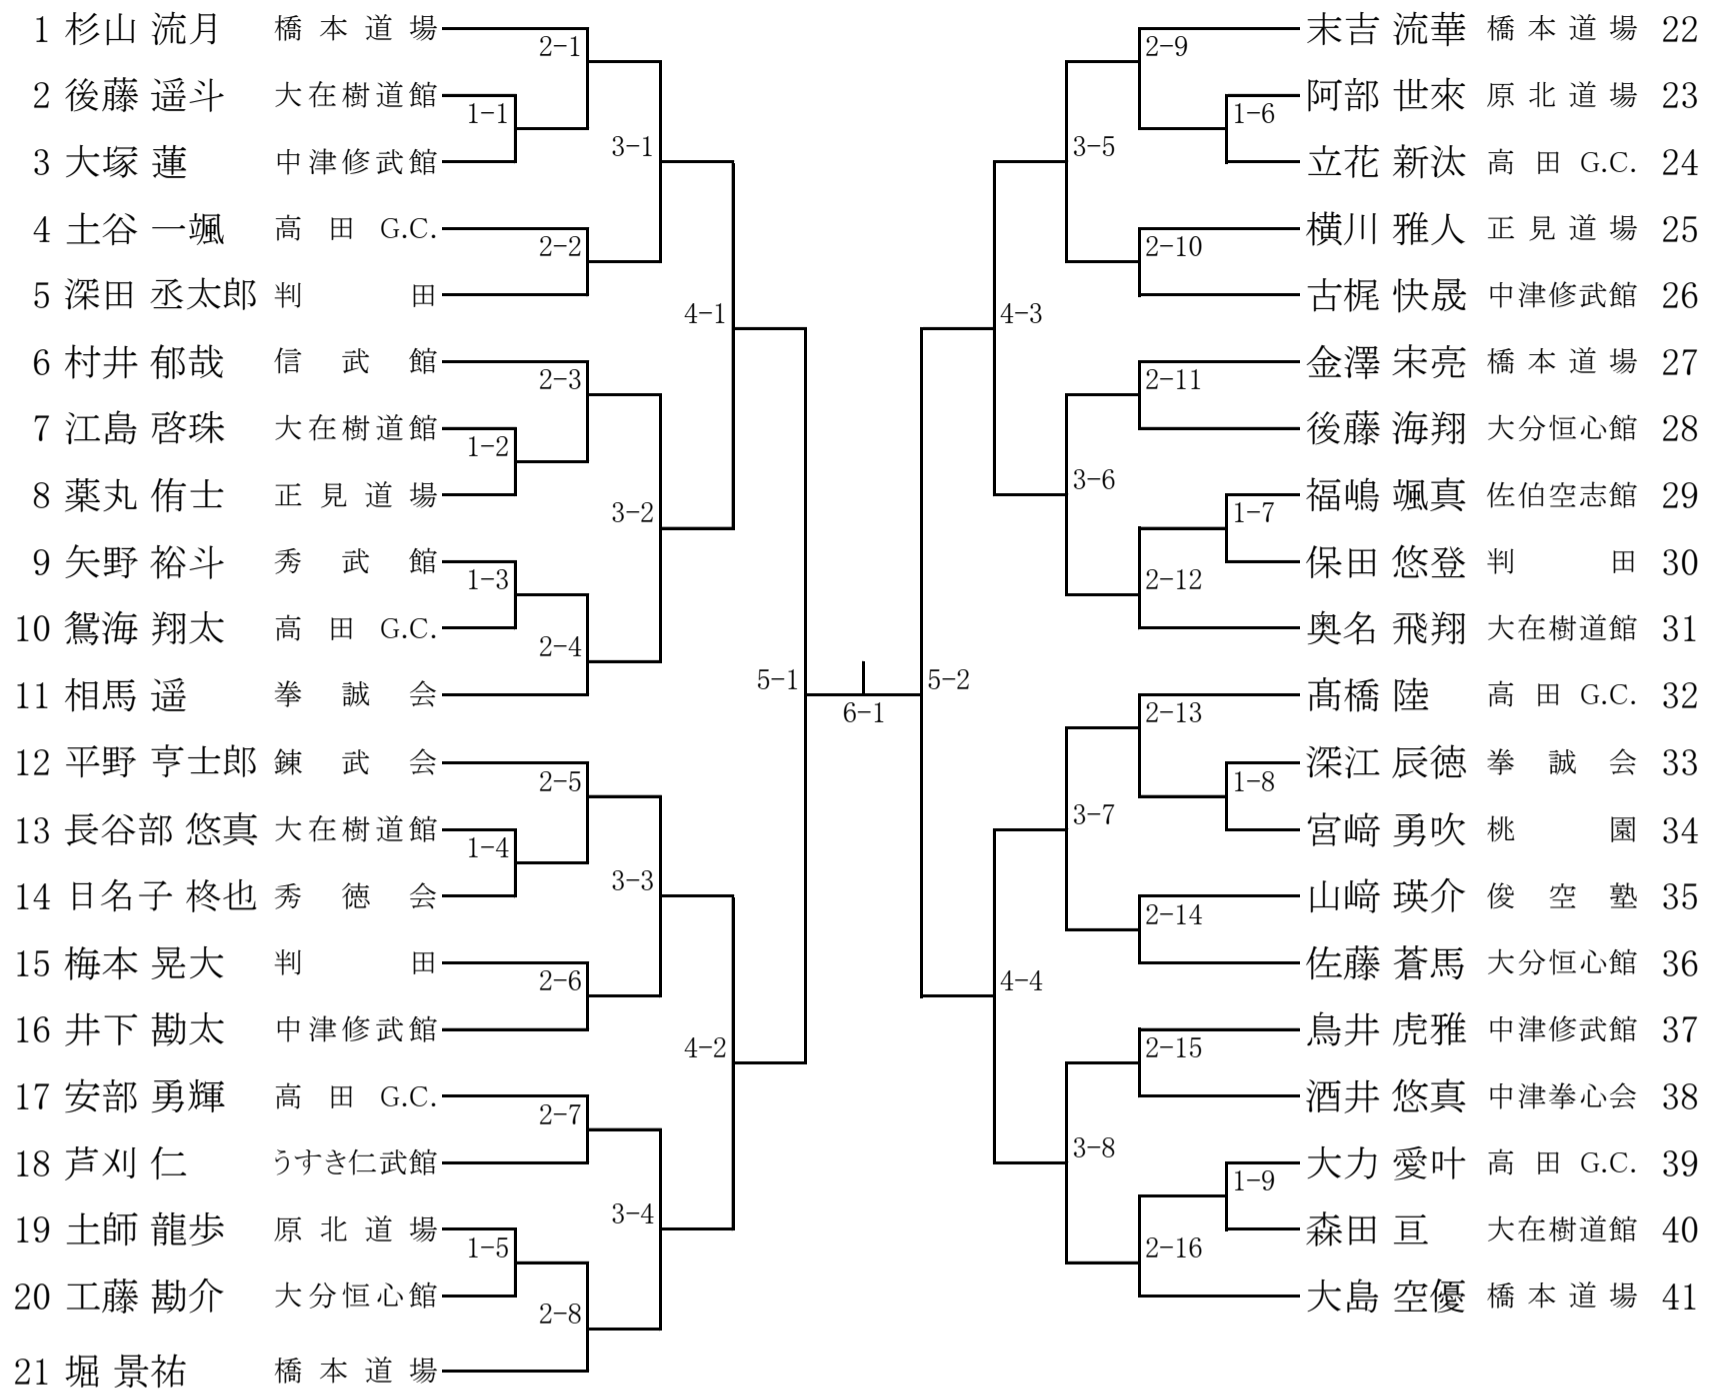 1 杉山 流月 橋本道場
2 後藤 遥斗 大在樹道館
3 大塚 蓮 中津修武館
4 土谷 一颯 高田 G.C.
5 深田 丞太郎 判田
6 村井 郁哉 信武館
7 江島 啓珠 大在樹道館
8 薬丸 侑士 正見道場
9 矢野 裕斗 秀武館
10 鴛海 翔太 高田 G.C.
11 相馬 遥 拳誠会
12 平野 亨士郎 錬武会
13 長谷部 悠真 大在樹道館
14 日名子 柊也 秀徳会
15 梅本 晃大 判田
16 井下 勘太 中津修武館
17 安部 勇輝 高田 G.C.
18 芦刈 仁 うすき仁武館
19 土師 龍歩 原北道場
20 工藤 勘介 大分恒心館
21 堀 景祐 橋本道場
1-1
1-2
1-3
1-4
1-5
2-1
2-2
2-3
2-4
2-5
2-6
2-7
2-8
3-1
3-2
3-3
3-4
4-1
4-2
5-1
6-1
5-2
4-3
4-4
3-5
3-6
3-7
3-8
2-9
2-10
2-11
2-12
2-13
2-14
2-15
2-16
1-6
1-7
1-8
1-9
末吉 流華 橋本道場 22
阿部 世來 原北道場 23
立花 新汰 高田 G.C. 24
横川 雅人 正見道場 25
古梶 快晟 中津修武館 26
金澤 宋亮 橋本道場 27
後藤 海翔 大分恒心館 28
福嶋 颯真 佐伯空志館 29
保田 悠登 判田 30
奥名 飛翔 大在樹道館 31
髙橋 陸 高田 G.C. 32
深江 辰徳 拳誠会 33
宮﨑 勇吹 桃園 34
山﨑 瑛介 俊空塾 35
佐藤 蒼馬 大分恒心館 36
鳥井 虎雅 中津修武館 37
酒井 悠真 中津拳心会 38
大力 愛叶 高田 G.C. 39
森田 亘 大在樹道館 40
大島 空優 橋本道場 41